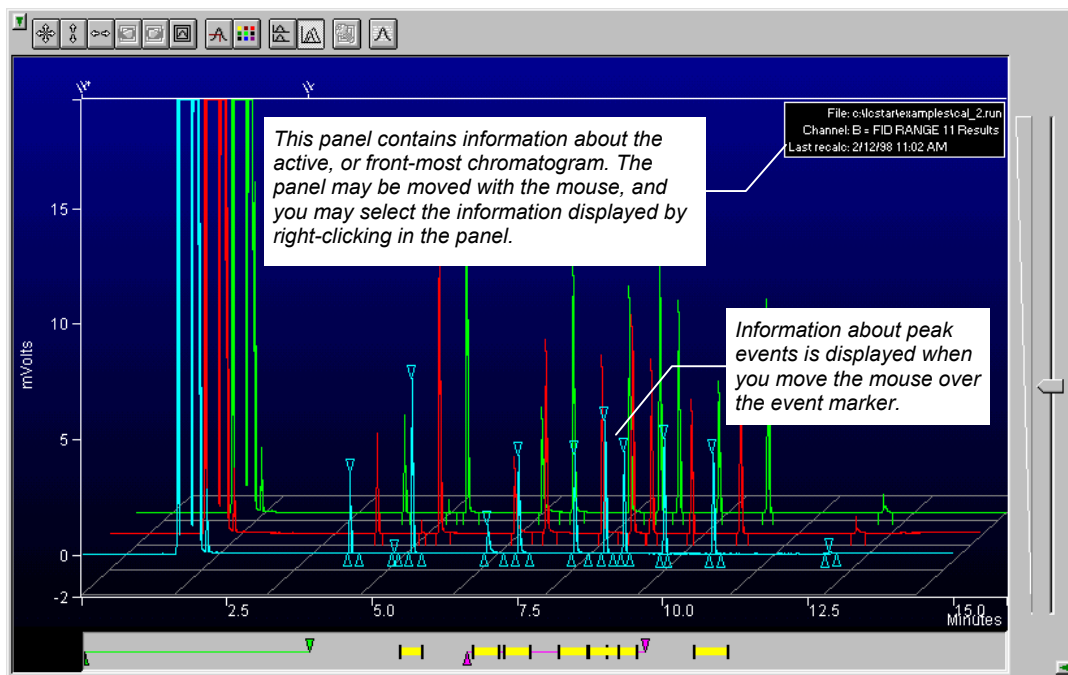 File: c:\lcstar\examples\cal_2.run
Channel: B = FID RANGE 11 Results
Last recalc: 2/12/98 11:02 AM
This panel contains information about the
active, or front-most chromatogram. The
panel may be moved with the mouse, and
you may select the information displayed by
right-clicking in the panel.
15
10
Information about peak
events is displayed when
you move the mouse over
the event marker.
mVolts
5
0
-2
2.5
5.0
7.5
10.0
12.5
15.0
Minutes